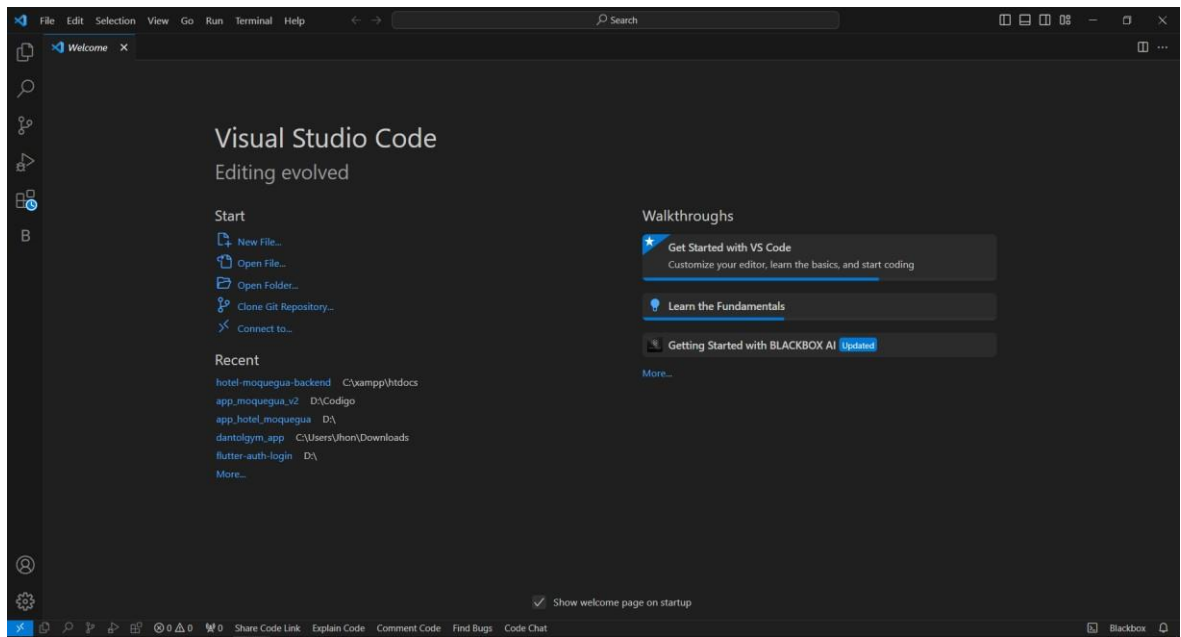 File Edit Selection View Go Run Terminal Help
Search
Welcome
Visual Studio Code
Editing evolved
Start
New File...
Open File...
Open Folder...
Clone Git Repository...
Connect to...
Recent
hotel-moquegua-backend C:\xampp\htdocs
app_moquegua_v2 D:\Codigo
app_hotel_moquegua D:\
dantolgym_app C:\Users\Jhon\Downloads
flutter-auth-login D:\
More...
Walkthroughs
Get Started with VS Code
Customize your editor, learn the basics, and start coding
Learn the Fundamentals
Getting Started with BLACKBOX AI Updated
More...
B
Show welcome page on startup
0 0 0 Share Code Link Explain Code Comment Code Find Bugs Code Chat Blackbox